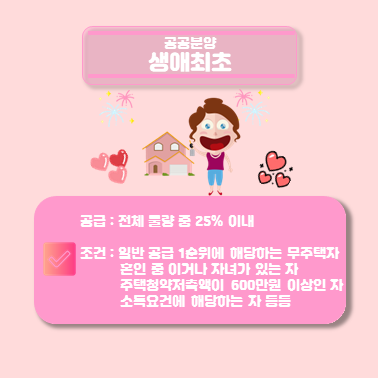 공공분양
생애최초
공급 : 전체 물량 중 25% 이내
조건 : 일반 공급 1순위에 해당하는 무주택자
혼인 중 이거나 자녀가 있는 자
주택청약저축액이 600만원 이상인 자
소득요건에 해당하는 자 등등